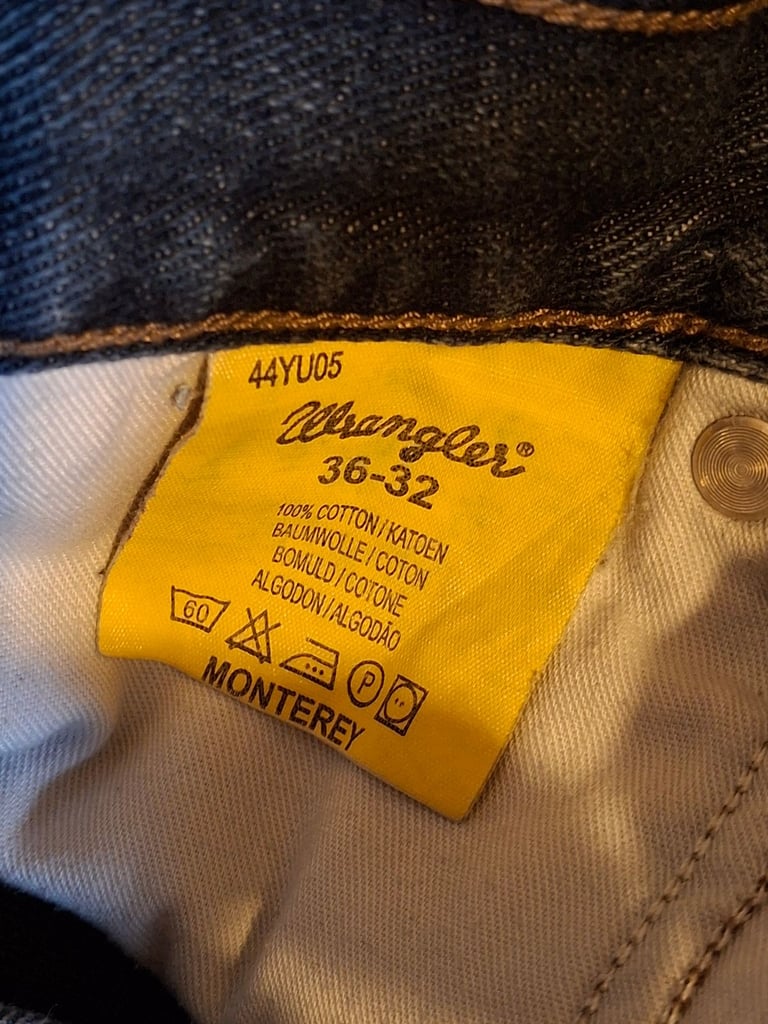 44YU05
Wrangler®
36-32
100% COTTON / KATOEN
BAUMWOLLE / COTON
BOMULD / COTONE
ALGODON / ALGODÃO
60
P
MONTEREY